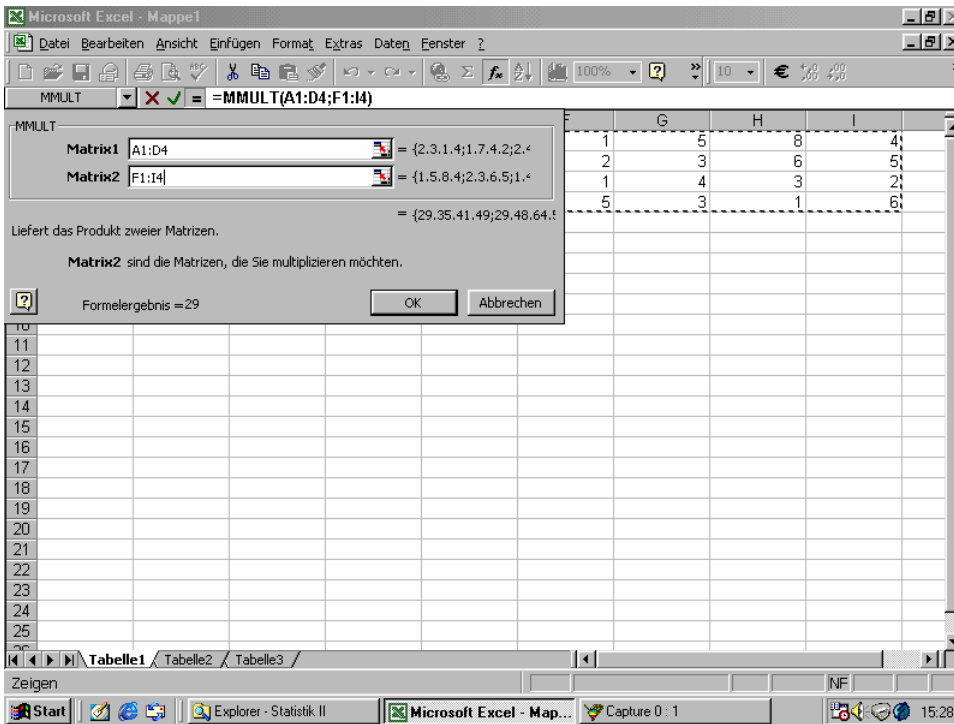 Microsoft Excel - Mappe1
Datei Bearbeiten Ansicht Einfügen Format Extras Daten Fenster ?
100% 10 €
MMULT = =MMULT(A1:D4;F1:I4)
MMULT
Matrix1 A1:D4 = {2.3.1.4;1.7.4.2;2.4
Matrix2 F1:I4 = {1.5.8.4;2.3.6.5;1.4
= {29.35.41.49;29.48.64.5
Liefert das Produkt zweier Matrizen.
Matrix2 sind die Matrizen, die Sie multiplizieren möchten.
Formelergebnis =29
OK Abbrechen
F G H I
1 5 8 4
2 3 6 5
1 4 3 2
5 3 1 6
10
11
12
13
14
15
16
17
18
19
20
21
22
23
24
25
26
Tabelle1 Tabelle2 Tabelle3
Zeigen NF
Start Explorer - Statistik II Microsoft Excel - Map... Capture 0 : 1 15:28